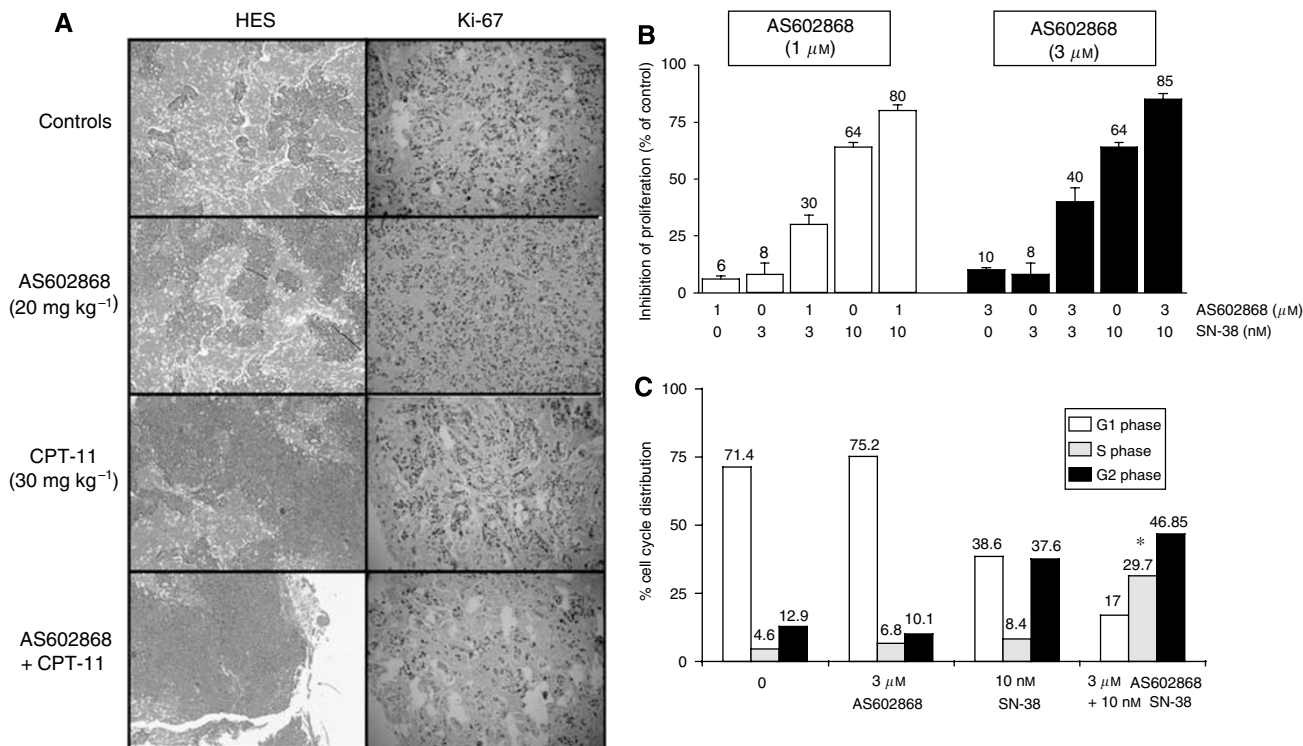 A
HES
Ki-67
Controls
AS602868
(20 mg kg⁻¹)
CPT-11
(30 mg kg⁻¹)
AS602868
+ CPT-11
B
AS602868
(1 μM)
AS602868
(3 μM)
Inhibition of proliferation (% of control)
100
75
50
25
0
6
8
30
64
80
10
8
40
64
85
1 0 1 0 1 3 0 3 0 3 AS602868 (μM)
0 3 3 10 10 0 3 3 10 10 SN-38 (nM)
C
% cell cycle distribution
100
75
50
25
0
G1 phase
S phase
G2 phase
71.4
4.6
12.9
75.2
6.8
10.1
38.6
8.4
37.6
17
*
29.7
46.85
0
3 μM
AS602868
10 nM
SN-38
3 μM AS602868
+ 10 nM SN-38